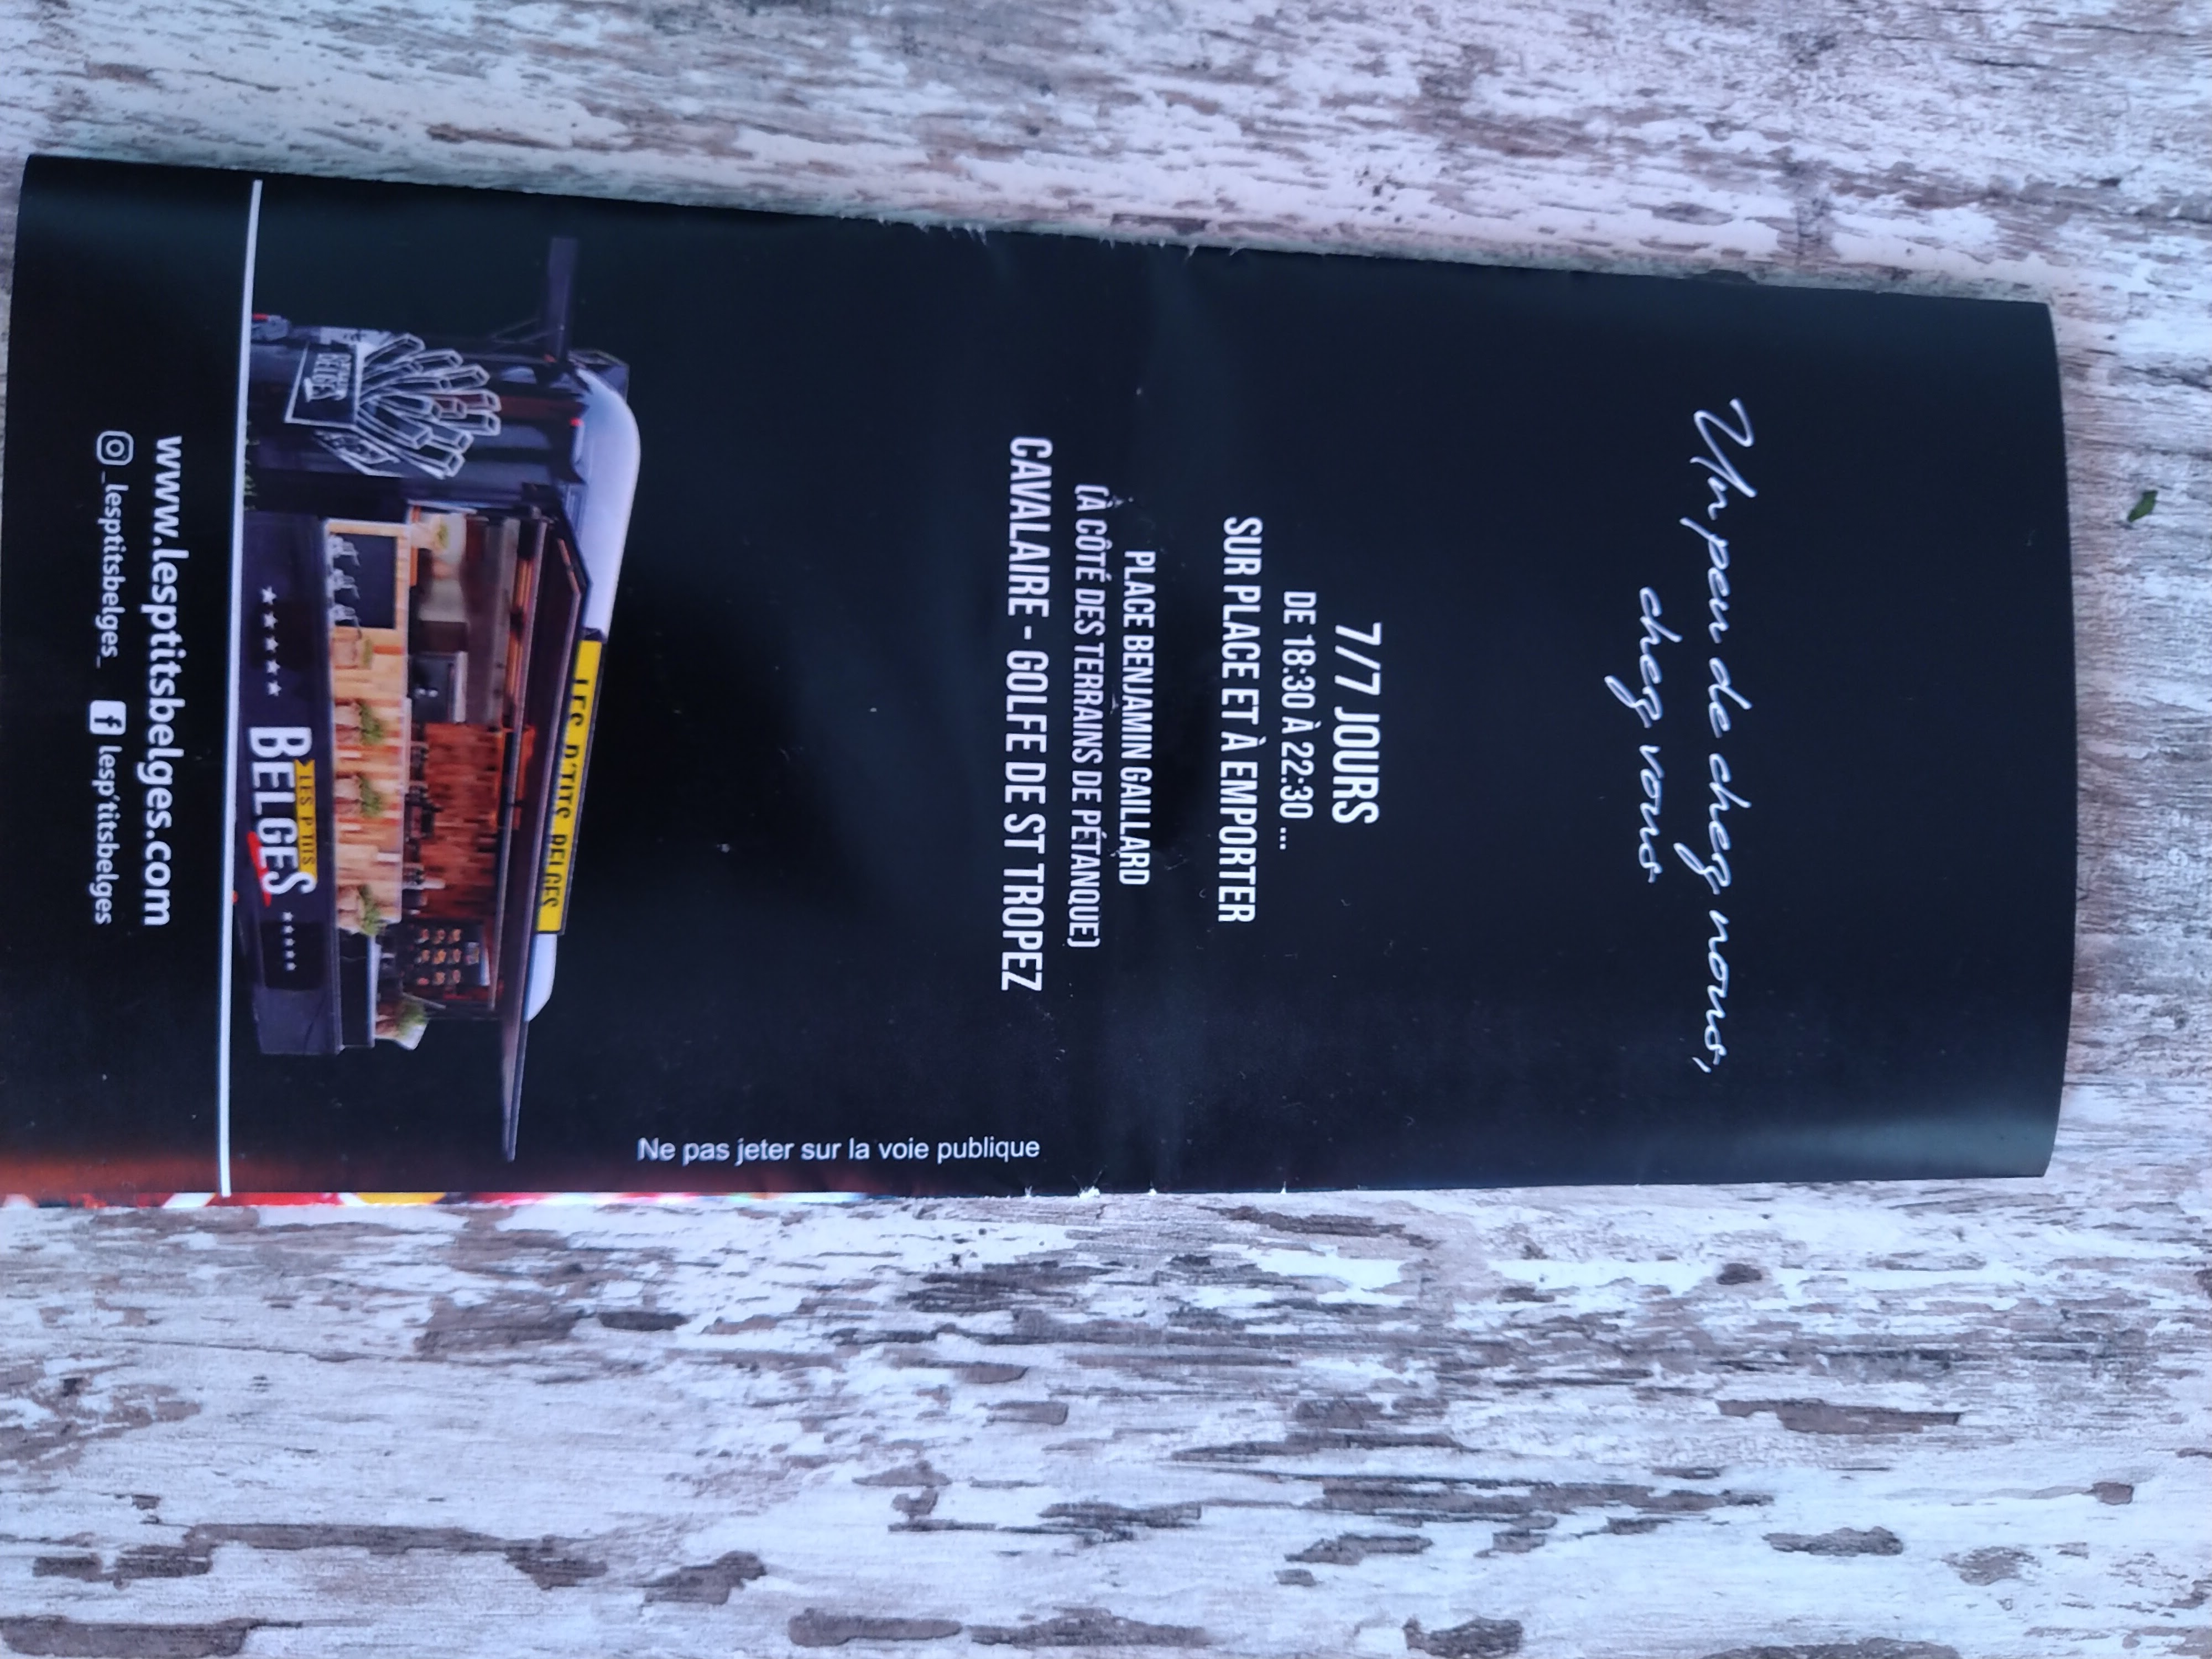 Un peu de chez nous,
chez vous
7/7 JOURS
DE 18:30 À 22:30 ...
SUR PLACE ET À EMPORTER
PLACE BENJAMIN GAILLARD
(À CÔTÉ DES TERRAINS DE PÉTANQUE)
CAVALAIRE - GOLFE DE ST TROPEZ
Ne pas jeter sur la voie publique
LES P'TITS BELGES
BELGES
LES P'TITS
BELGES
www.lesptitsbelges.com
_lesptitsbelges_ lesp'titsbelges